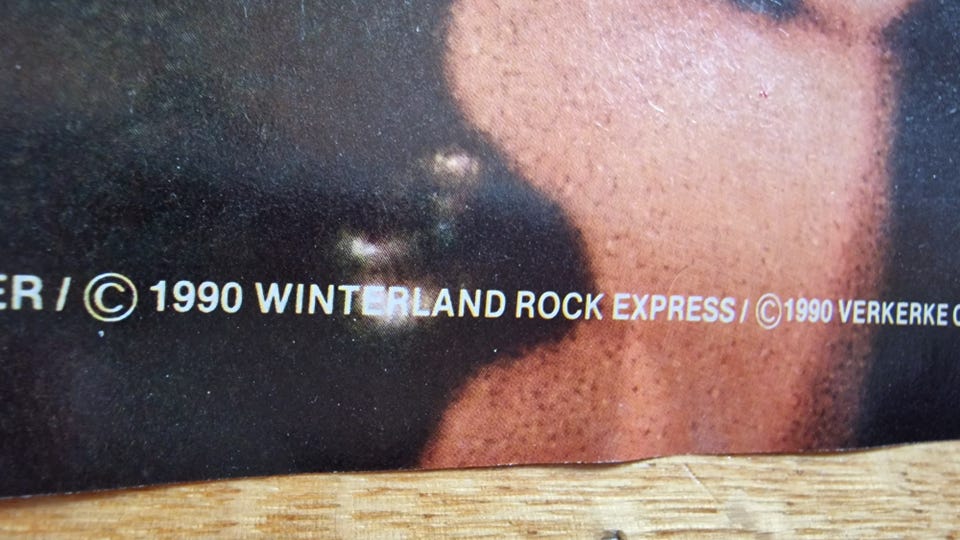 ER / © 1990 WINTERLAND ROCK EXPRESS / © 1990 VERKERKE